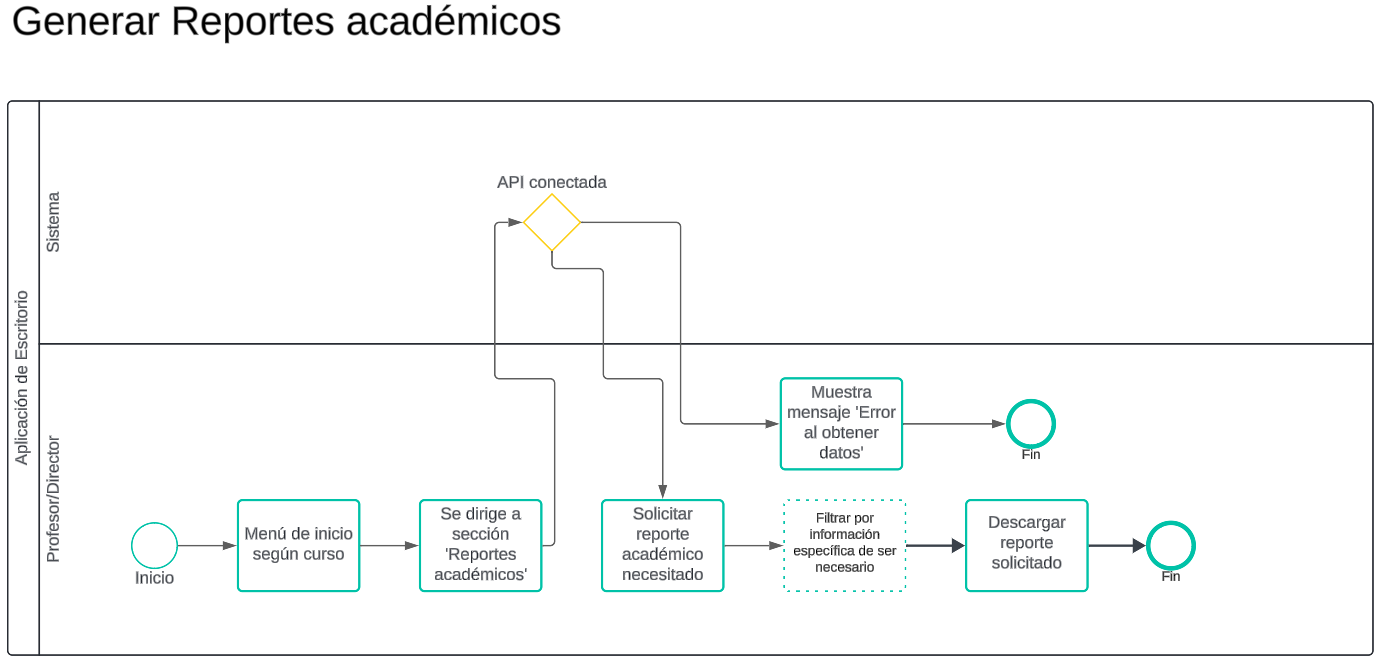 Generar Reportes académicos
Aplicación de Escritorio
Sistema
API conectada
Profesor/Director
Inicio
Menú de inicio
según curso
Se dirige a
sección
'Reportes
académicos'
Solicitar
reporte
académico
necesitado
Muestra
mensaje 'Error
al obtener
datos'
Fin
Filtrar por
información
específica de ser
necesario
Descargar
reporte
solicitado
Fin